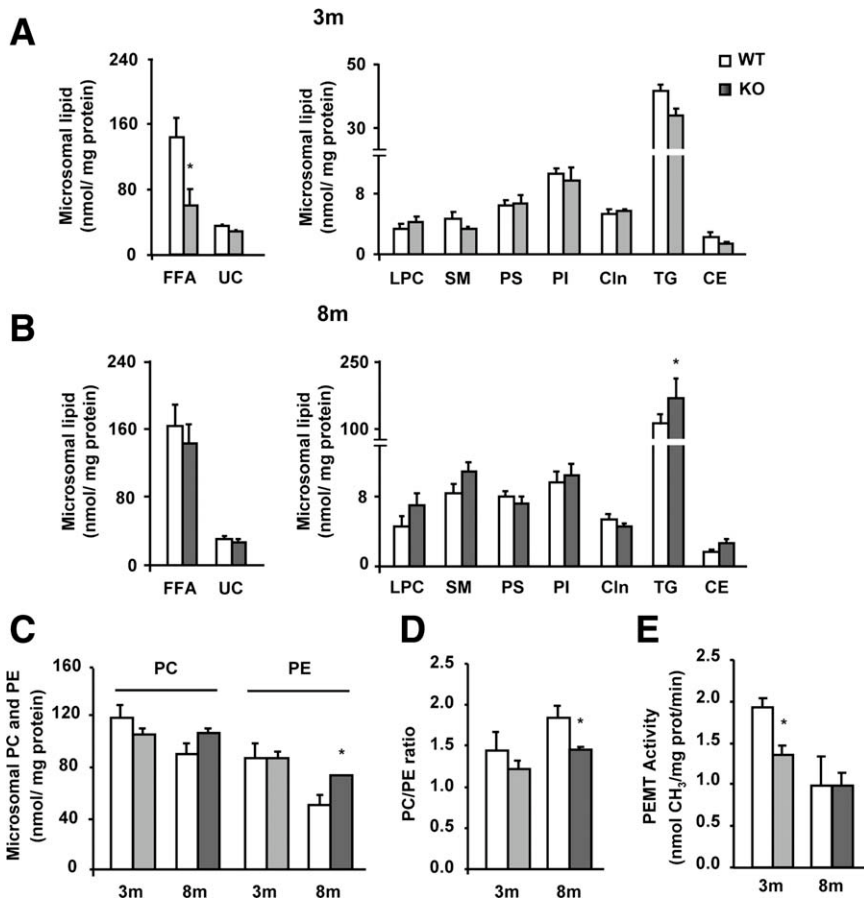 A
3m
Microsomal lipid
(nmol/ mg protein)
240
160
80
0
*
FFA UC
Microsomal lipid
(nmol/ mg protein)
50
30
8
0
LPC SM PS PI Cln TG CE
WT
KO
B
8m
Microsomal lipid
(nmol/ mg protein)
240
160
80
0
FFA UC
Microsomal lipid
(nmol/ mg protein)
250
100
8
0
*
LPC SM PS PI Cln TG CE
C
Microsomal PC and PE
(nmol/ mg protein)
160
120
80
40
0
PC PE
*
3m 8m 3m 8m
D
PC/PE ratio
2.5
2.0
1.5
1.0
0.5
0.0
*
3m 8m
E
PEMT Activity
(nmol CH₃/mg prot/min)
2.5
2.0
1.5
1.0
0.5
0.0
*
3m 8m